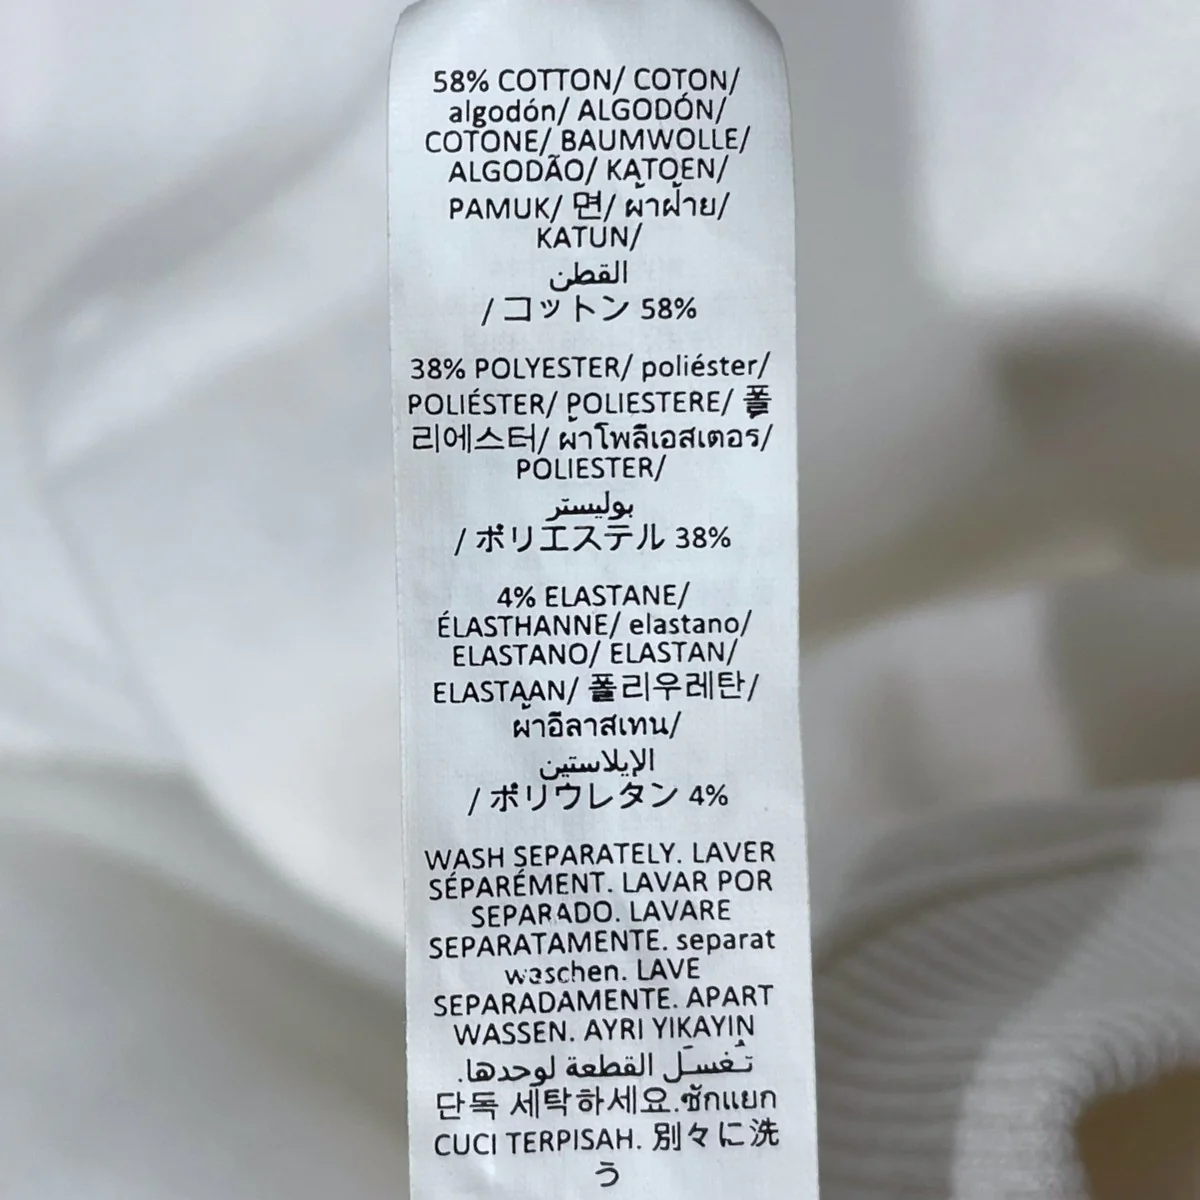 58% COTTON/ COTON/
algodón/ ALGODÓN/
COTONE/ BAUMWOLLE/
ALGODÃO/ KATOEN/
PAMUK/ 면/ ผ้าฝ้าย/
KATUN/
القطن
/ コットン 58%
38% POLYESTER/ poliéster/
POLIÉSTER/ POLIESTERE/ 폴
리에스터/ ผ้าโพลีเอสเตอร/
POLIESTER/
بوليستر
/ ポリエステル 38%
4% ELASTANE/
ÉLASTHANNE/ elastano/
ELASTANO/ ELASTAN/
ELASTAAN/ 폴리우레탄/
ผ้าอีลาสเทน/
الإيلاستين
/ ポリウレタン 4%
WASH SEPARATELY. LAVER
SÉPARÉMENT. LAVAR POR
SEPARADO. LAVARE
SEPARATAMENTE. separat
waschen. LAVE
SEPARADAMENTE. APART
WASSEN. AYRI YIKAYIN
تُغسَل القطعة لوحدها.
단독 세탁하세요.ซักแยก
CUCI TERPISAH. 別々に洗
う